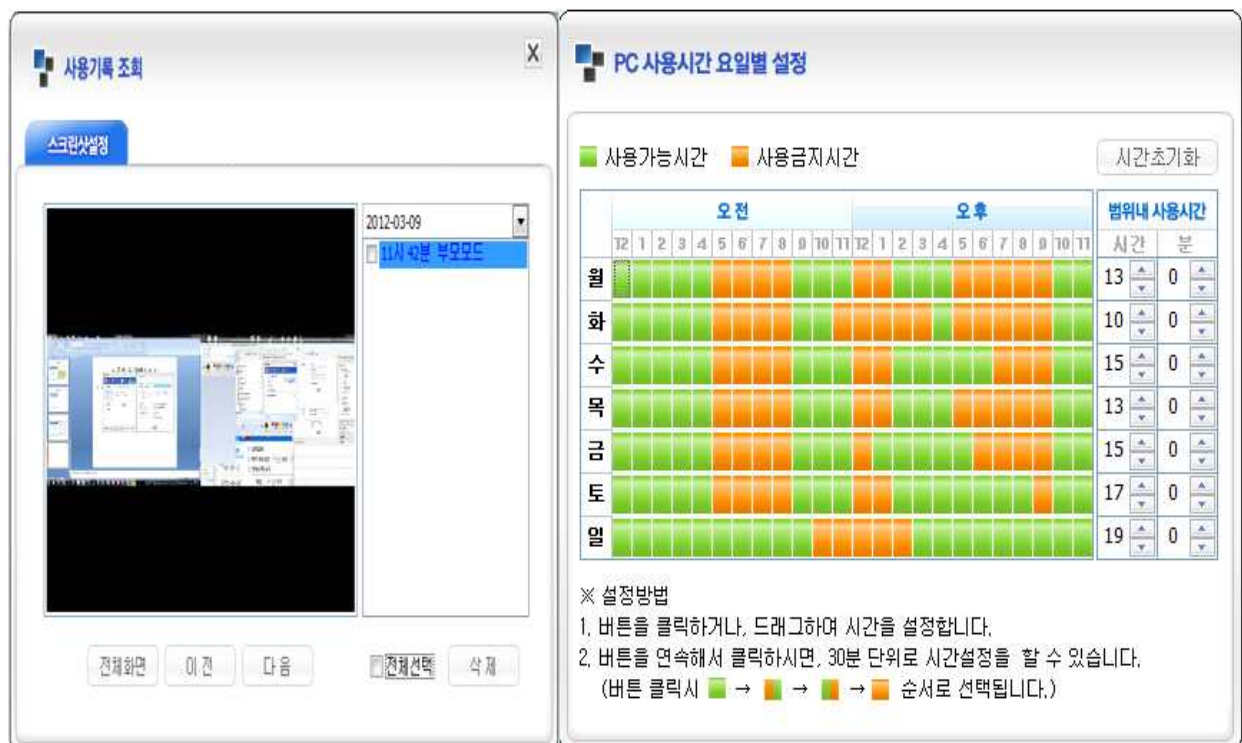 사용기록 조회
X
스크린샷설정
2012-03-09
11시 42분 부모모드
전체화면 이전 다음 전체선택 삭제
PC 사용시간 요일별 설정
사용가능시간 사용금지시간 시간초기화
오전 오후 범위내 사용시간
12 1 2 3 4 5 6 7 8 9 10 11 12 1 2 3 4 5 6 7 8 9 10 11 시간 분
월 13 0
화 10 0
수 15 0
목 13 0
금 15 0
토 17 0
일 19 0
※ 설정방법
1. 버튼을 클릭하거나, 드래그하여 시간을 설정합니다.
2. 버튼을 연속해서 클릭하시면, 30분 단위로 시간설정을 할 수 있습니다.
(버튼 클릭시 → → → 순서로 선택됩니다.)